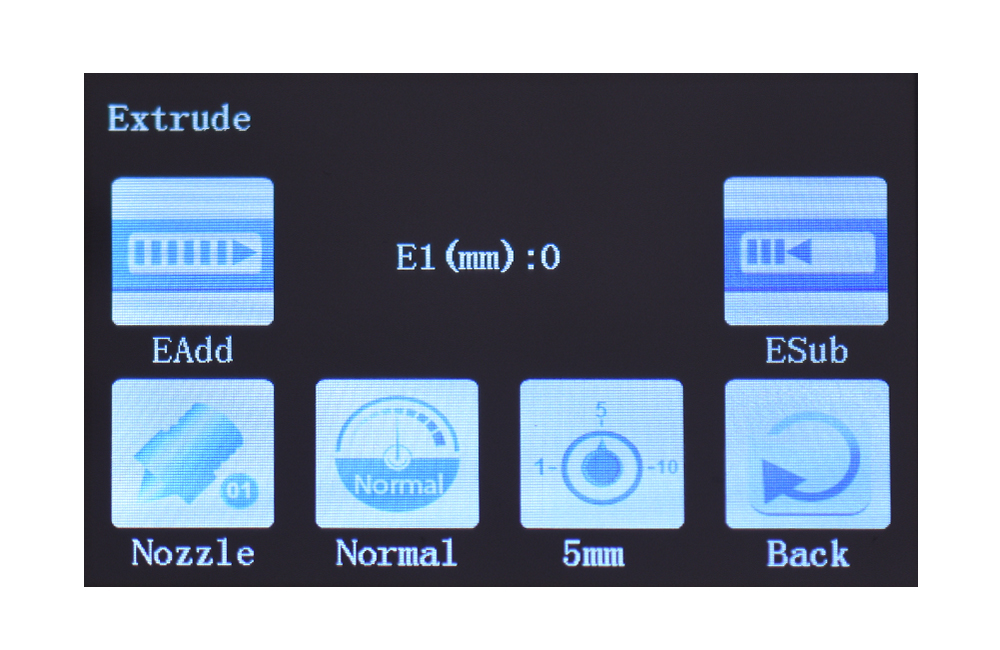 Extrude
E1(mm):0
EAdd
ESub
01
Normal
5
1-
-10
Nozzle
Normal
5mm
Back